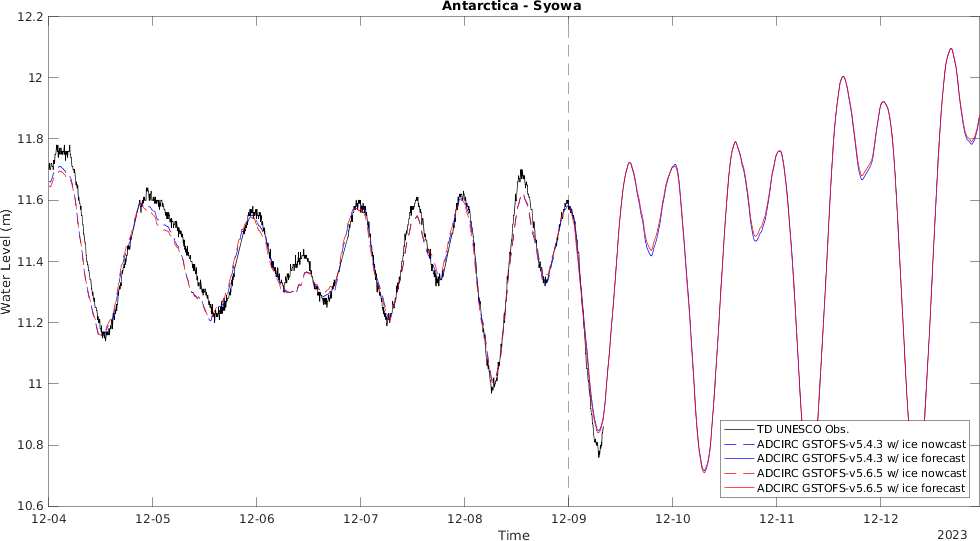 Antarctica - Syowa
12.2
12
11.8
11.6
11.4
11.2
11
10.8
10.6
Water Level (m)
12-04
12-05
12-06
12-07
12-08
12-09
12-10
12-11
12-12
Time
2023
TD UNESCO Obs.
ADCIRC GSTOFS-v5.4.3 w/ ice nowcast
ADCIRC GSTOFS-v5.4.3 w/ ice forecast
ADCIRC GSTOFS-v5.6.5 w/ ice nowcast
ADCIRC GSTOFS-v5.6.5 w/ ice forecast